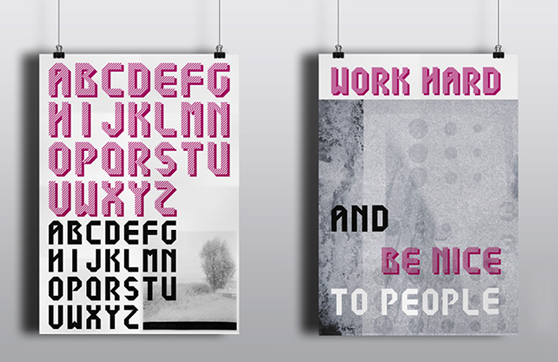 ABCDEFG
HIJKLMN
OPQRSTU
VWXYZ
ABCDEFG
HIJKLMN
OPQRSTU
VWXYZ
WORK HARD
AND
BE NICE
TO PEOPLE